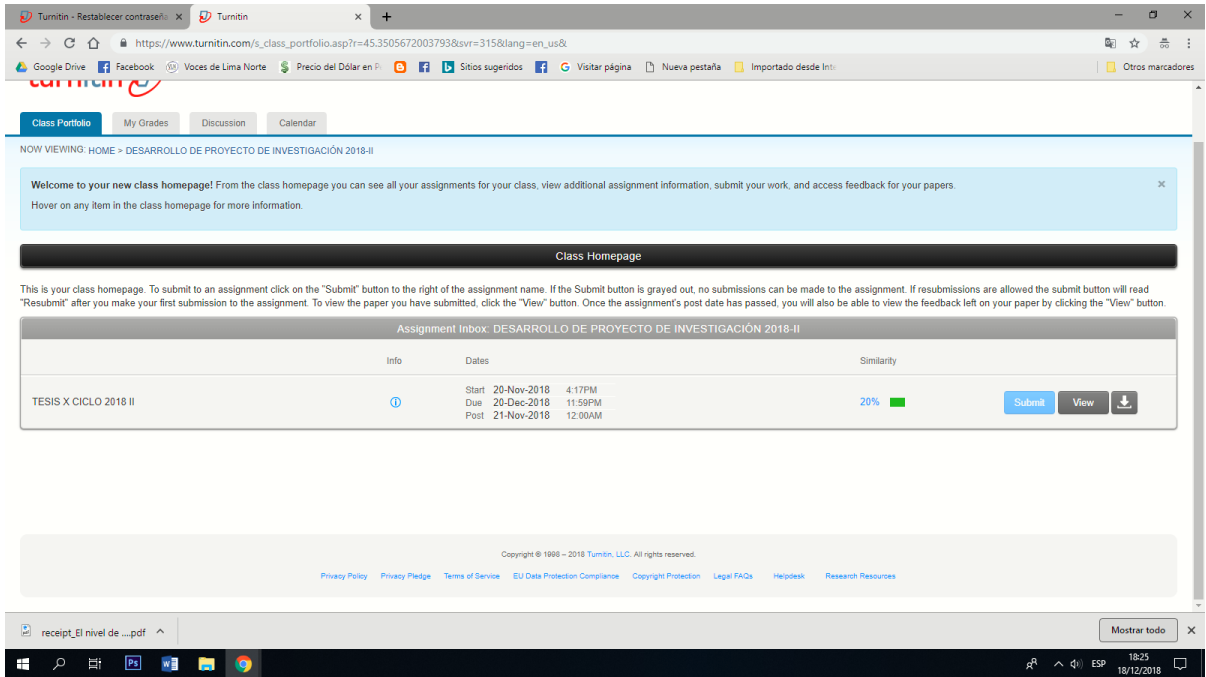 Turnitin - Restablecer contraseña
Turnitin
https://www.turnitin.com/s_class_portfolio.asp?r=45.3505672003793&svr=315&lang=en_us&
Google Drive Facebook Voces de Lima Norte Precio del Dólar en Sitios sugeridos Visitar página Nueva pestaña Importado desde Otros marcadores
turnitin
Class Portfolio My Grades Discussion Calendar
NOW VIEWING: HOME > DESARROLLO DE PROYECTO DE INVESTIGACIÓN 2018-II
Welcome to your new class homepage! From the class homepage you can see all your assignments for your class, view additional assignment information, submit your work, and access feedback for your papers.
Hover on any item in the class homepage for more information.
Class Homepage
This is your class homepage. To submit to an assignment click on the "Submit" button to the right of the assignment name. If the Submit button is grayed out, no submissions can be made to the assignment. If resubmissions are allowed the submit button will read
"Resubmit" after you make your first submission to the assignment. To view the paper you have submitted, click the "View" button. Once the assignment's post date has passed, you will also be able to view the feedback left on your paper by clicking the "View" button.
Assignment Inbox: DESARROLLO DE PROYECTO DE INVESTIGACIÓN 2018-II
Info Dates Similarity
Start 20-Nov-2018 4:17PM
TESIS X CICLO 2018 II Due 20-Dec-2018 11:59PM 20% Submit View
Post 21-Nov-2018 12:00AM
Copyright © 1998 – 2018 Turnitin, LLC. All rights reserved.
Privacy Policy Privacy Pledge Terms of Service EU Data Protection Compliance Copyright Protection Legal FAQs Helpdesk Research Resources
receipt_El nivel de ....pdf Mostrar todo
Ps W ESP 18:25
18/12/2018